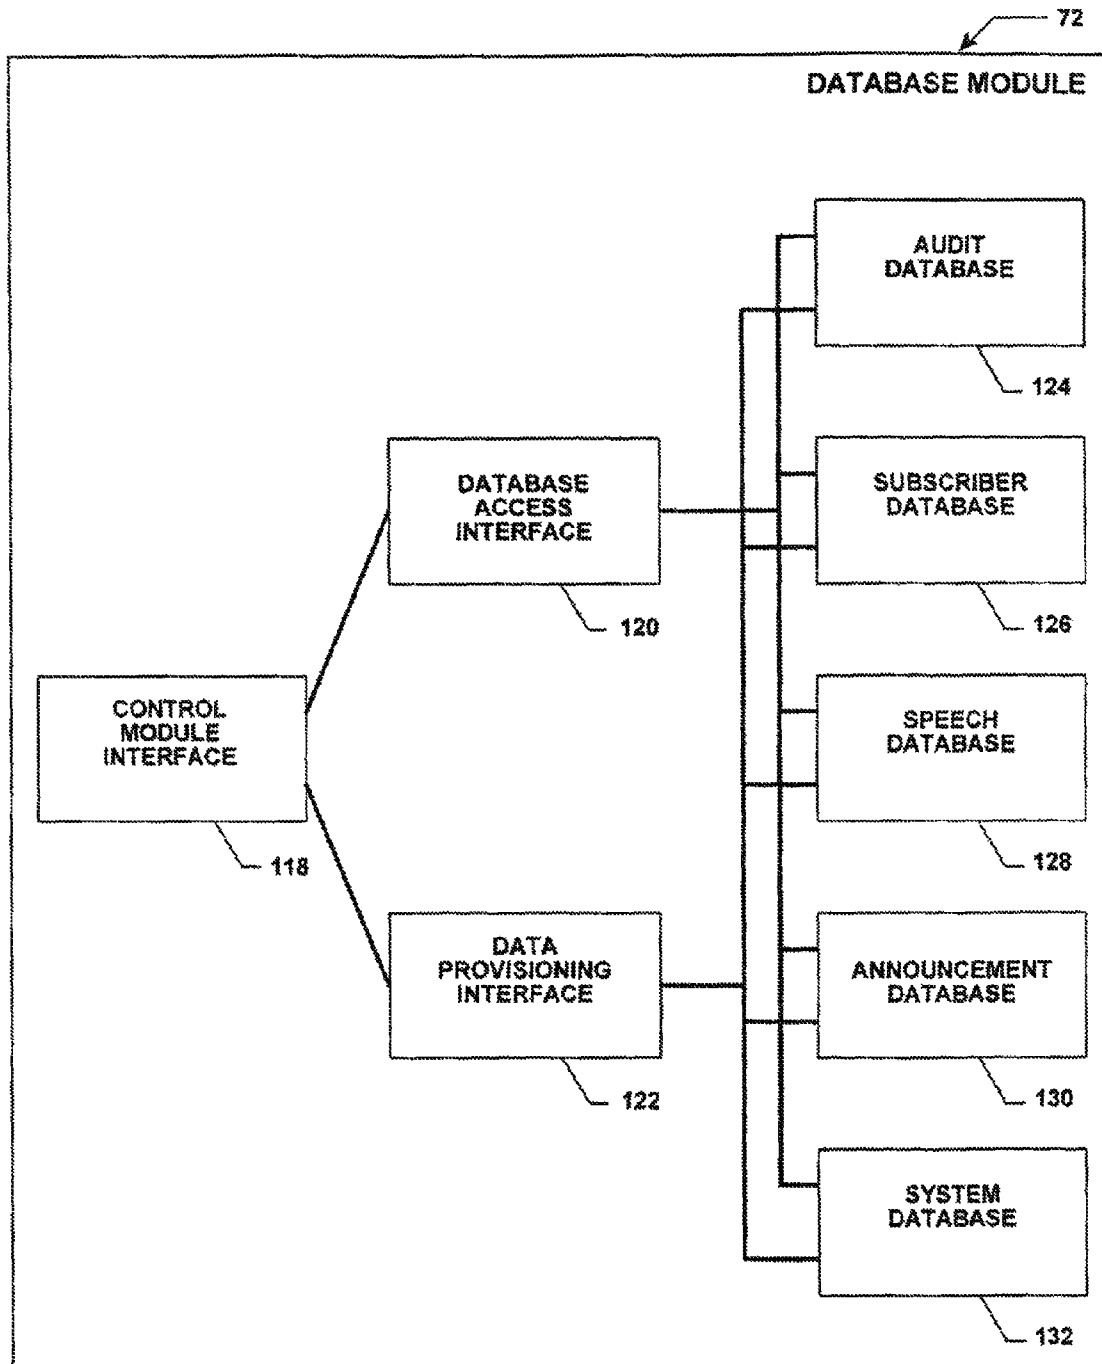 72
DATABASE MODULE
AUDIT
DATABASE
124
DATABASE
ACCESS
INTERFACE
120
SUBSCRIBER
DATABASE
126
CONTROL
MODULE
INTERFACE
118
SPEECH
DATABASE
128
DATA
PROVISIONING
INTERFACE
122
ANNOUNCEMENT
DATABASE
130
SYSTEM
DATABASE
132